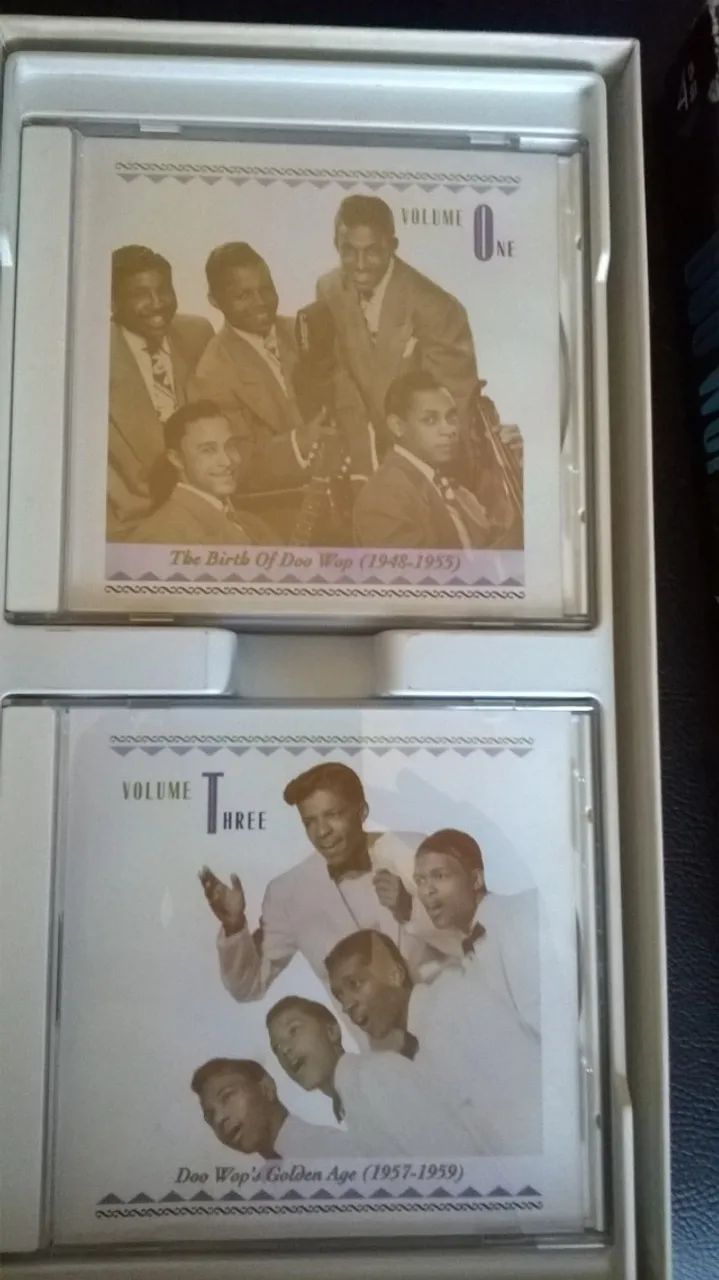 VOLUME ONE
The Birth Of Doo Wop (1948-1955)
VOLUME THREE
Doo Wop's Golden Age (1957-1959)